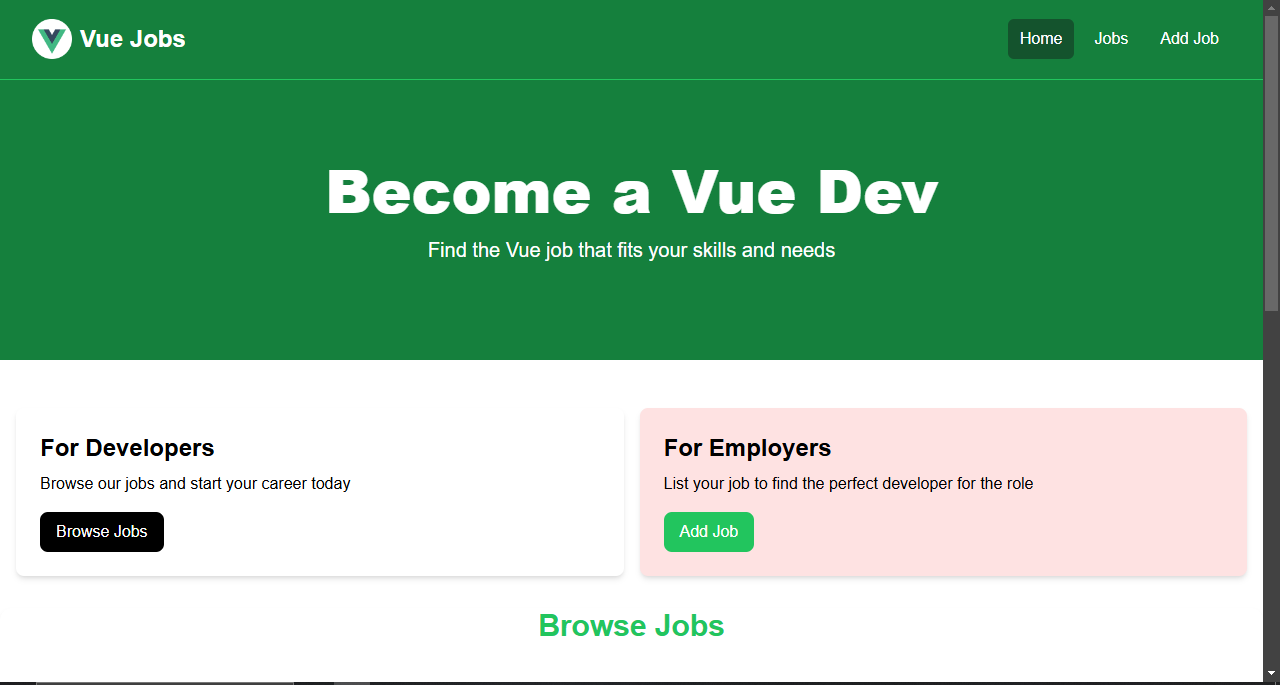 Vue Jobs
Home
Jobs
Add Job
Become a Vue Dev
Find the Vue job that fits your skills and needs
For Developers
Browse our jobs and start your career today
Browse Jobs
For Employers
List your job to find the perfect developer for the role
Add Job
Browse Jobs